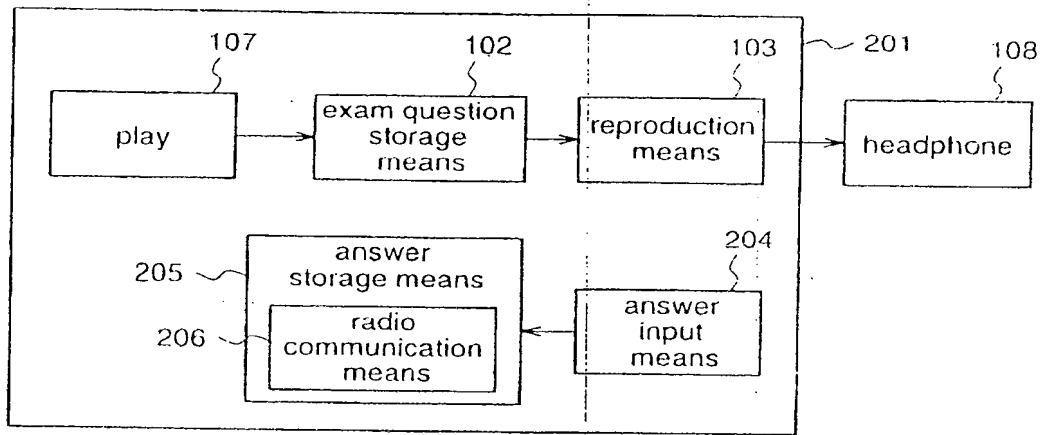 107
102
103
201
108
play
exam question
storage
means
reproduction
means
headphone
205
answer
storage means
206
radio
communication
means
204
answer
input
means